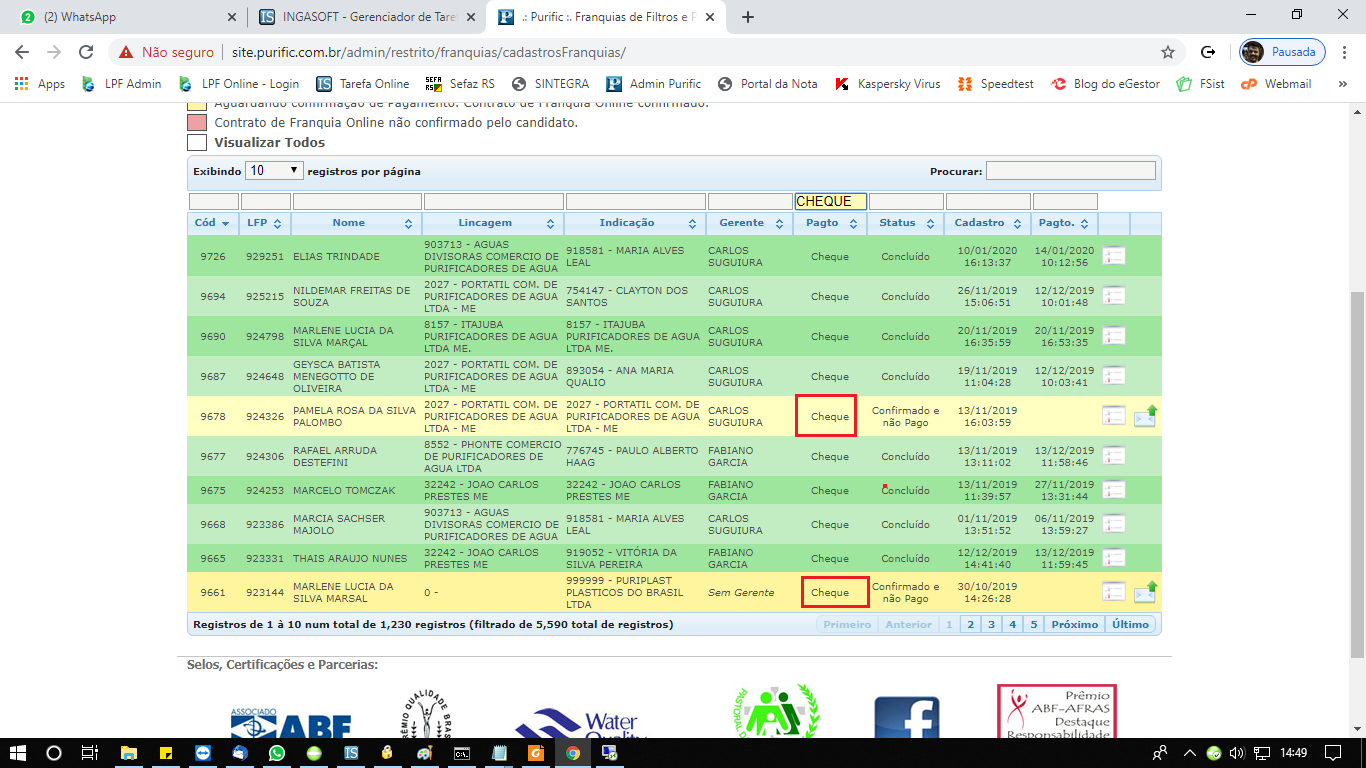 (2) WhatsApp
INGASOFT - Gerenciador de Taref
.: Purific :. Franquias de Filtros e P
Não seguro
site.purific.com.br/admin/restrito/franquias/cadastrosFranquias/
Pausada
Apps
LPF Admin
LPF Online - Login
Tarefa Online
Sefaz RS
SINTEGRA
Admin Purific
Portal da Nota
Kaspersky Virus
Speedtest
Blog do eGestor
FSist
Webmail
»
Aguardando confirmação de Pagamento. Contrato de Franquia Online confirmado.
Contrato de Franquia Online não confirmado pelo candidato.
Visualizar Todos
Exibindo 10 registros por página
Procurar:
CHEQUE
Cód LFP Nome Lincagem Indicação Gerente Pagto Status Cadastro Pagto.
9726 929251 ELIAS TRINDADE 903713 - AGUAS DIVISORAS COMERCIO DE PURIFICADORES DE AGUA 918581 - MARIA ALVES LEAL CARLOS SUGUIURA Cheque Concluído 10/01/2020 16:13:37 14/01/2020 10:12:56
9694 925215 NILDEMAR FREITAS DE SOUZA 2027 - PORTATIL COM. DE PURIFICADORES DE AGUA LTDA - ME 754147 - CLAYTON DOS SANTOS CARLOS SUGUIURA Cheque Concluído 26/11/2019 15:06:51 12/12/2019 10:01:48
9690 924798 MARLENE LUCIA DA SILVA MARÇAL 8157 - ITAJUBA PURIFICADORES DE AGUA LTDA ME. 8157 - ITAJUBA PURIFICADORES DE AGUA LTDA ME. CARLOS SUGUIURA Cheque Concluído 20/11/2019 16:35:59 20/11/2019 16:53:35
9687 924648 GEYSCA BATISTA MENEGOTTO DE OLIVEIRA 2027 - PORTATIL COM. DE PURIFICADORES DE AGUA LTDA - ME 893054 - ANA MARIA QUALIO CARLOS SUGUIURA Cheque Concluído 19/11/2019 11:04:28 12/12/2019 10:03:41
9678 924326 PAMELA ROSA DA SILVA PALOMBO 2027 - PORTATIL COM. DE PURIFICADORES DE AGUA LTDA - ME 2027 - PORTATIL COM. DE PURIFICADORES DE AGUA LTDA - ME CARLOS SUGUIURA Cheque Confirmado e não Pago 13/11/2019 16:03:59
9677 924306 RAFAEL ARRUDA DESTEFINI 8552 - PHONTE COMERCIO DE PURIFICADORES DE AGUA LTDA 776745 - PAULO ALBERTO HAAG FABIANO GARCIA Cheque Concluído 13/11/2019 13:11:02 13/12/2019 11:58:46
9675 924253 MARCELO TOMCZAK 32242 - JOAO CARLOS PRESTES ME 32242 - JOAO CARLOS PRESTES ME FABIANO GARCIA Cheque Concluído 13/11/2019 11:39:57 27/11/2019 13:31:44
9668 923386 MARCIA SACHSER MAJOLO 903713 - AGUAS DIVISORAS COMERCIO DE PURIFICADORES DE AGUA 918581 - MARIA ALVES LEAL CARLOS SUGUIURA Cheque Concluído 01/11/2019 13:51:52 06/11/2019 13:59:27
9665 923331 THAIS ARAUJO NUNES 32242 - JOAO CARLOS PRESTES ME 919052 - VITÓRIA DA SILVA PEREIRA FABIANO GARCIA Cheque Concluído 12/12/2019 14:41:40 13/12/2019 11:59:45
9661 923144 MARLENE LUCIA DA SILVA MARSAL 0 - 999999 - PURIPLAST PLASTICOS DO BRASIL LTDA Sem Gerente Cheque Confirmado e não Pago 30/10/2019 14:26:28
Registros de 1 à 10 num total de 1,230 registros (filtrado de 5,590 total de registros)
Primeiro Anterior 1 2 3 4 5 Próximo Último
Selos, Certificações e Parcerias:
ASSOCIADO
ABF
Water
Quality
Prêmio
ABF-AFRAS
Destaque
Responsabilidade
14:49